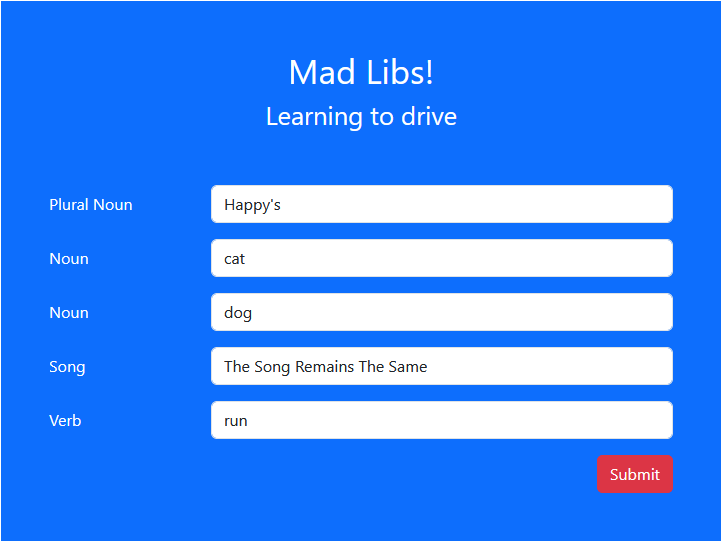 Mad Libs!
Learning to drive
Plural Noun Happy's
Noun cat
Noun dog
Song The Song Remains The Same
Verb run
Submit